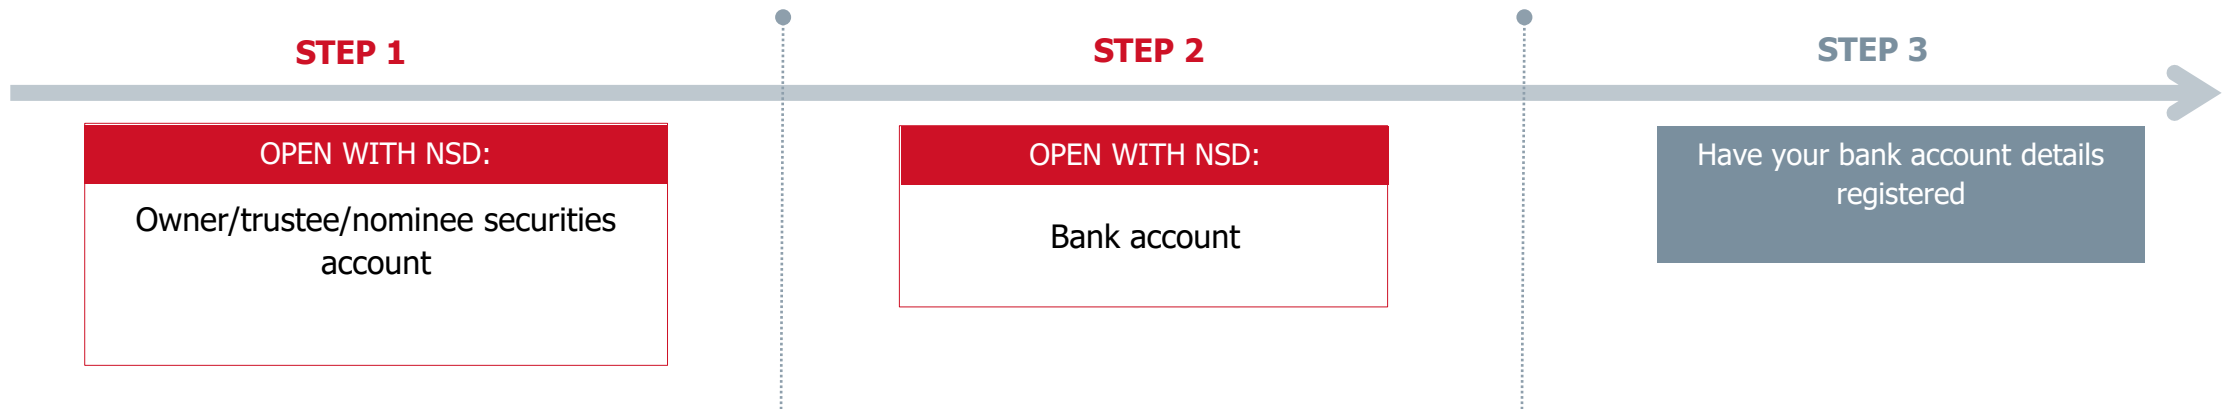 STEP 1
OPEN WITH NSD:
Owner/trustee/nominee securities
account
STEP 2
OPEN WITH NSD:
Bank account
STEP 3
Have your bank account details
registered